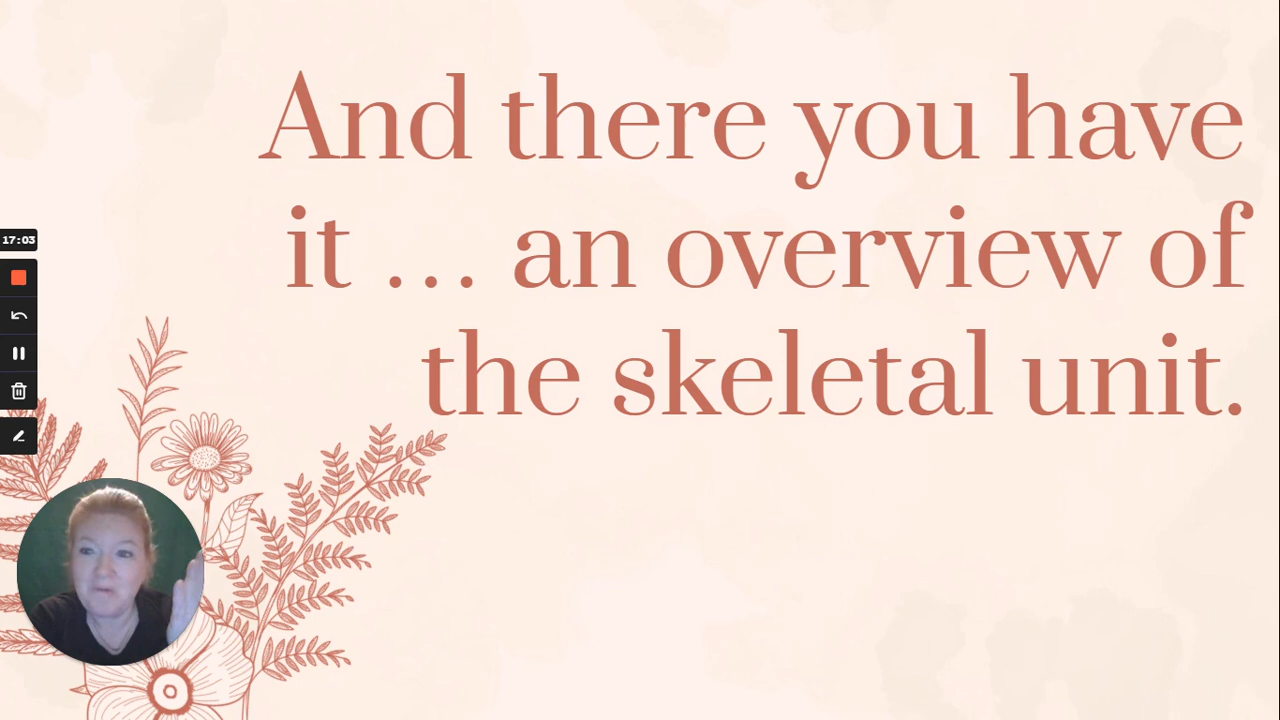 And there you have
it ... an overview of
the skeletal unit.
17:03